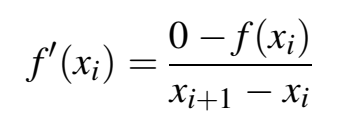 f'(x_i) = \frac{0 - f(x_i)}{x_{i+1} - x_i}